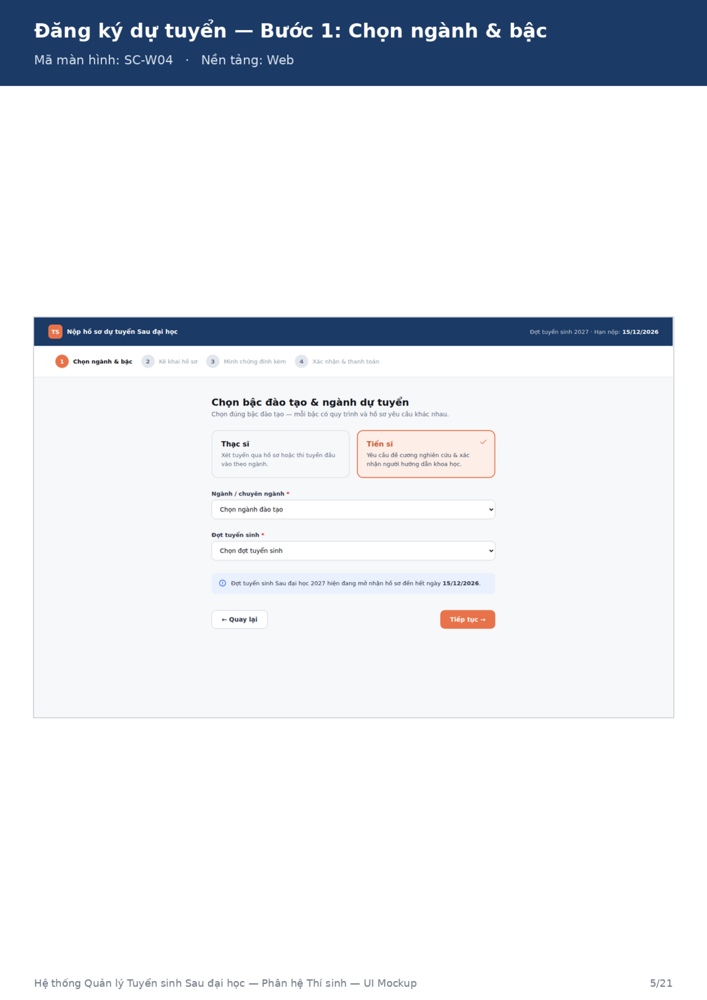 Đăng ký dự tuyển — Bước 1: Chọn ngành & bậc
Mã màn hình: SC-W04 · Nền tảng: Web
TS Nộp hồ sơ dự tuyển Sau đại học
Đợt tuyển sinh 2027 · Hạn nộp: 15/12/2026
1 Chọn ngành & bậc 2 Kê khai hồ sơ 3 Minh chứng đính kèm 4 Xác nhận & thanh toán
Chọn bậc đào tạo & ngành dự tuyển
Chọn đúng bậc đào tạo — mỗi bậc có quy trình và hồ sơ yêu cầu khác nhau.
Thạc sĩ
Xét tuyển qua hồ sơ hoặc thi tuyển đầu
vào theo ngành.
Tiến sĩ
Yêu cầu đề cương nghiên cứu & xác
nhận người hướng dẫn khoa học.
Ngành / chuyên ngành *
Chọn ngành đào tạo
Đợt tuyển sinh *
Chọn đợt tuyển sinh
Đợt tuyển sinh Sau đại học 2027 hiện đang mở nhận hồ sơ đến hết ngày 15/12/2026.
← Quay lại
Tiếp tục →
Hệ thống Quản lý Tuyển sinh Sau đại học — Phân hệ Thí sinh — UI Mockup
5/21